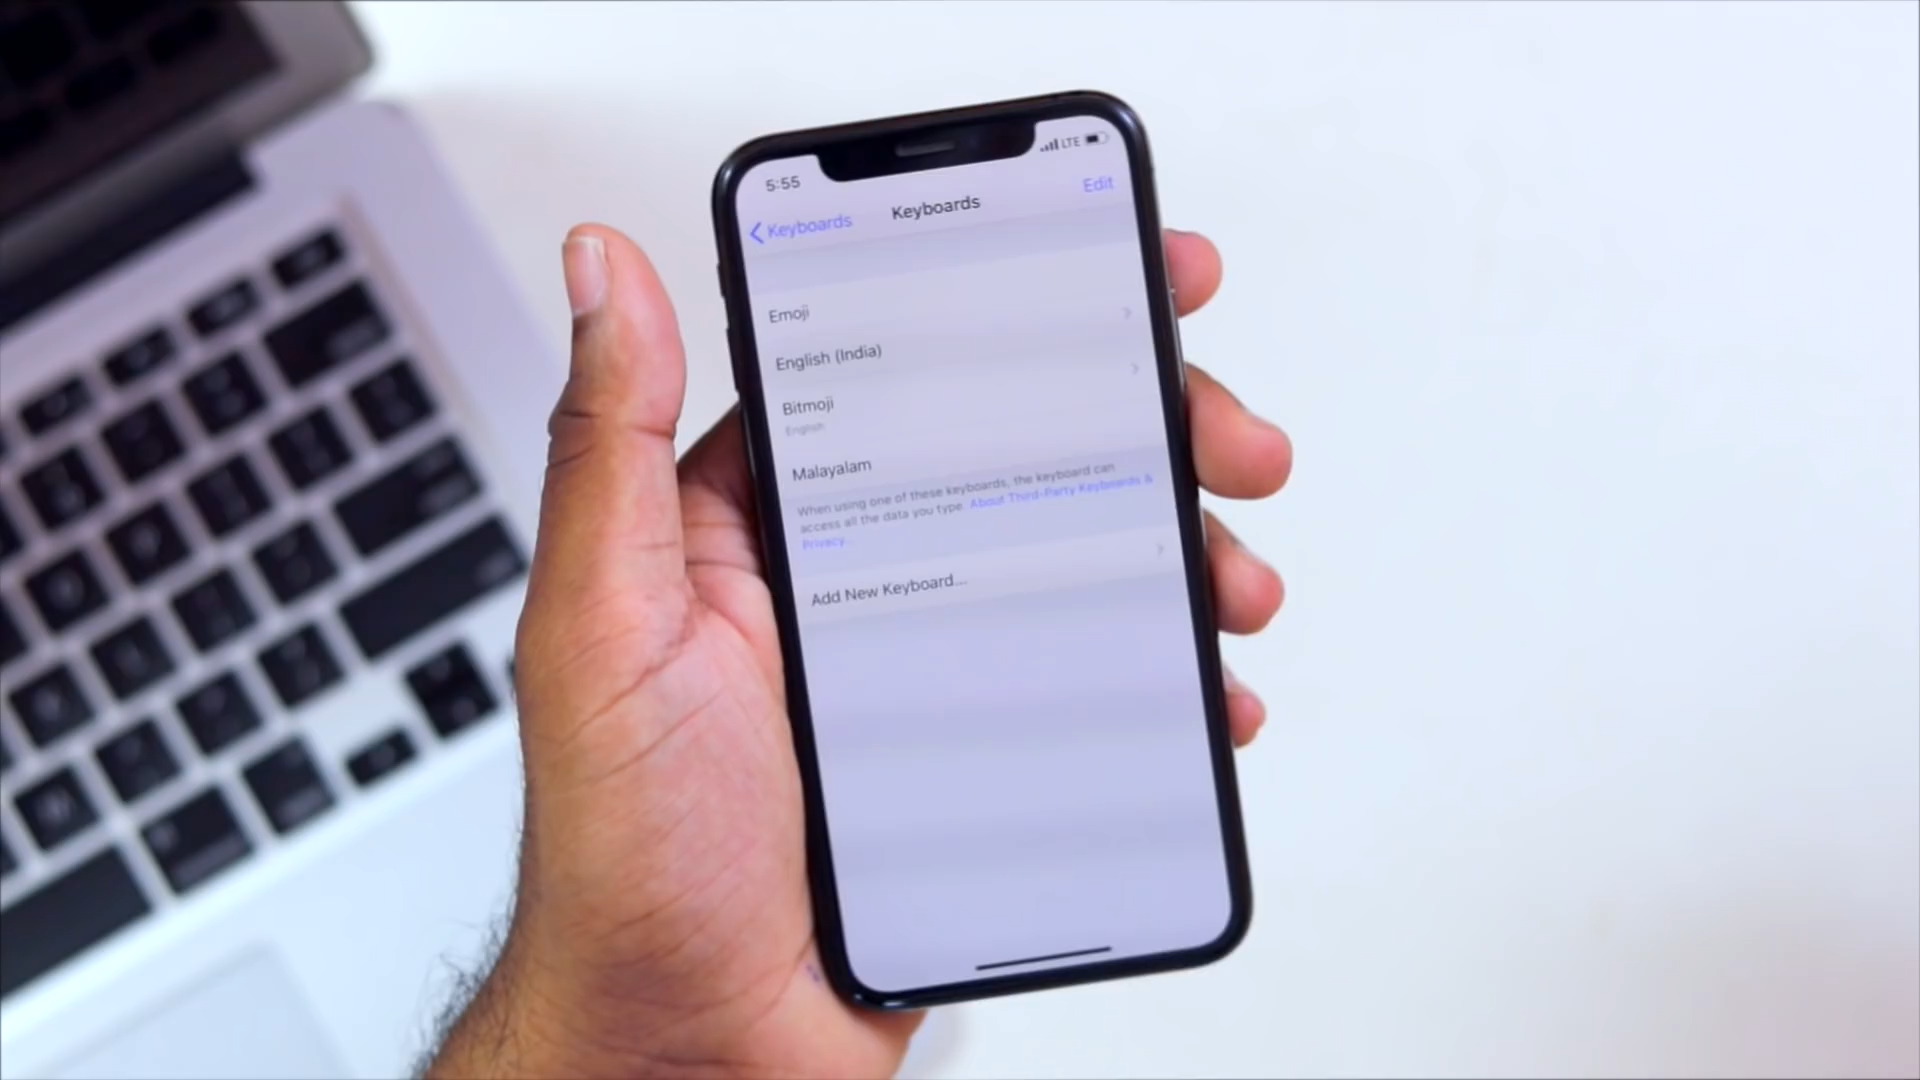 5:55
LTE
Keyboards
Keyboards
Edit
Emoji
English (India)
Bitmoji
English
Malayalam
When using one of these keyboards, the keyboard can
access all the data you type. About Third-Party Keyboards &
Privacy...
Add New Keyboard...